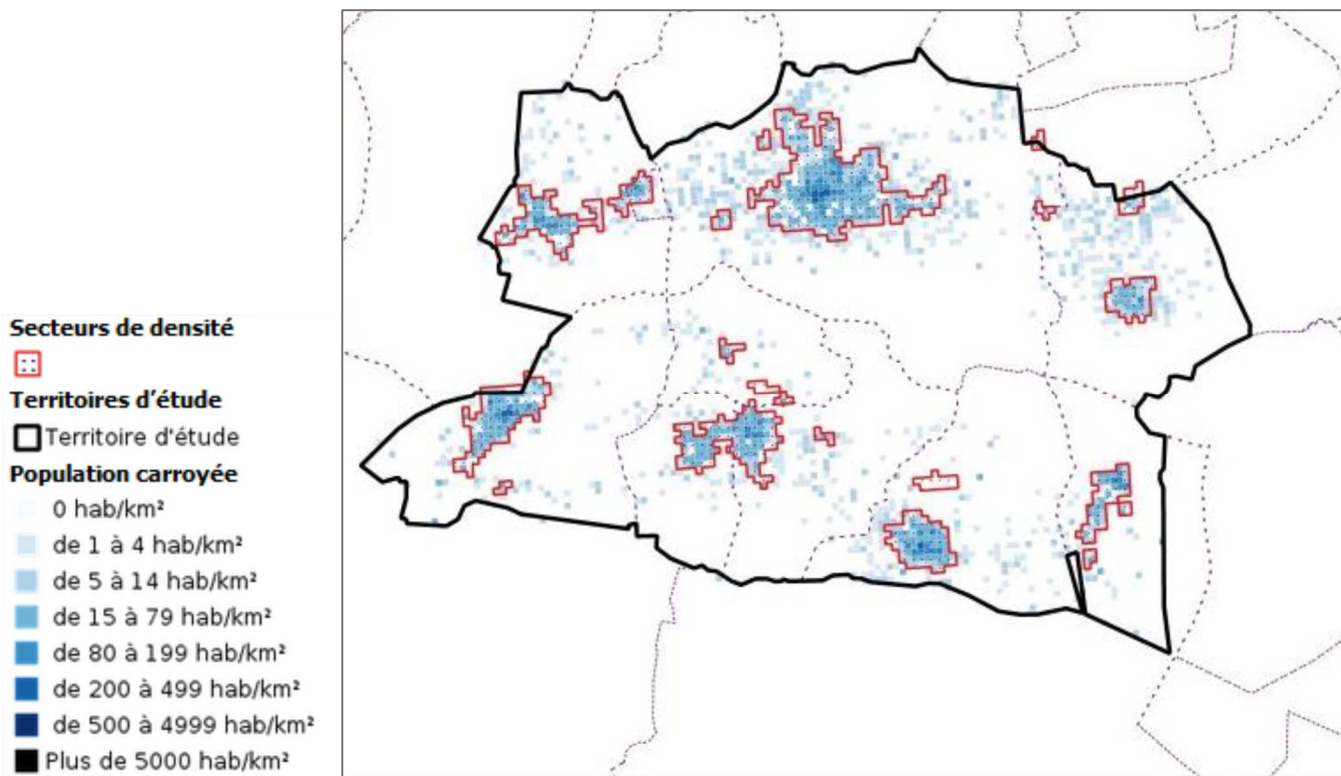 Secteurs de densité
Territoires d’étude
Territoire d'étude
Population carroyée
0 hab/km²
de 1 à 4 hab/km²
de 5 à 14 hab/km²
de 15 à 79 hab/km²
de 80 à 199 hab/km²
de 200 à 499 hab/km²
de 500 à 4999 hab/km²
Plus de 5000 hab/km²